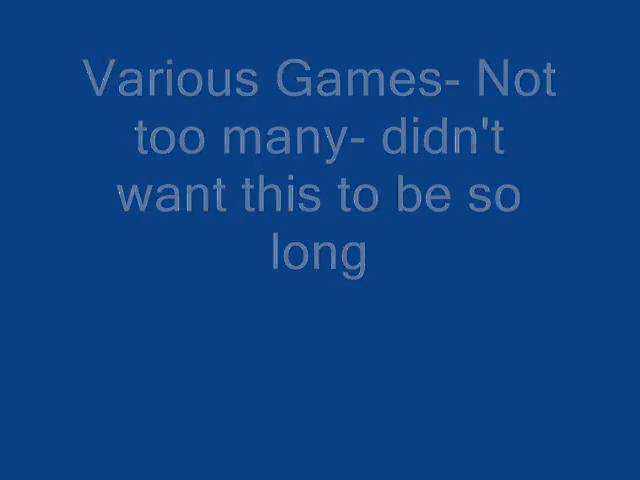 Various Games- Not
too many- didn't
want this to be so
long